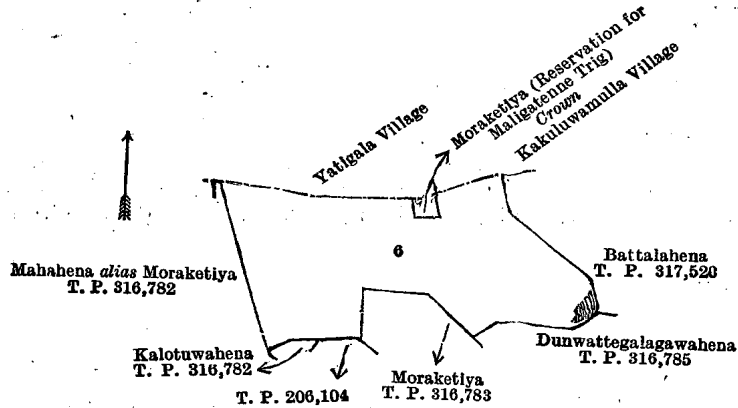 Moraketiya (Reservation for
Maligatenne Trig)
Crown
Kakuluwamulla Village
Yatigala Village
6
Mahahena alias Moraketiya
T. P. 316,782
Battalahena
T. P. 317,520
Kalotuwahena
T. P. 316,782
T. P. 206,104
Moraketiya
T. P. 316,783
Dunwattegalagawahena
T. P. 316,785